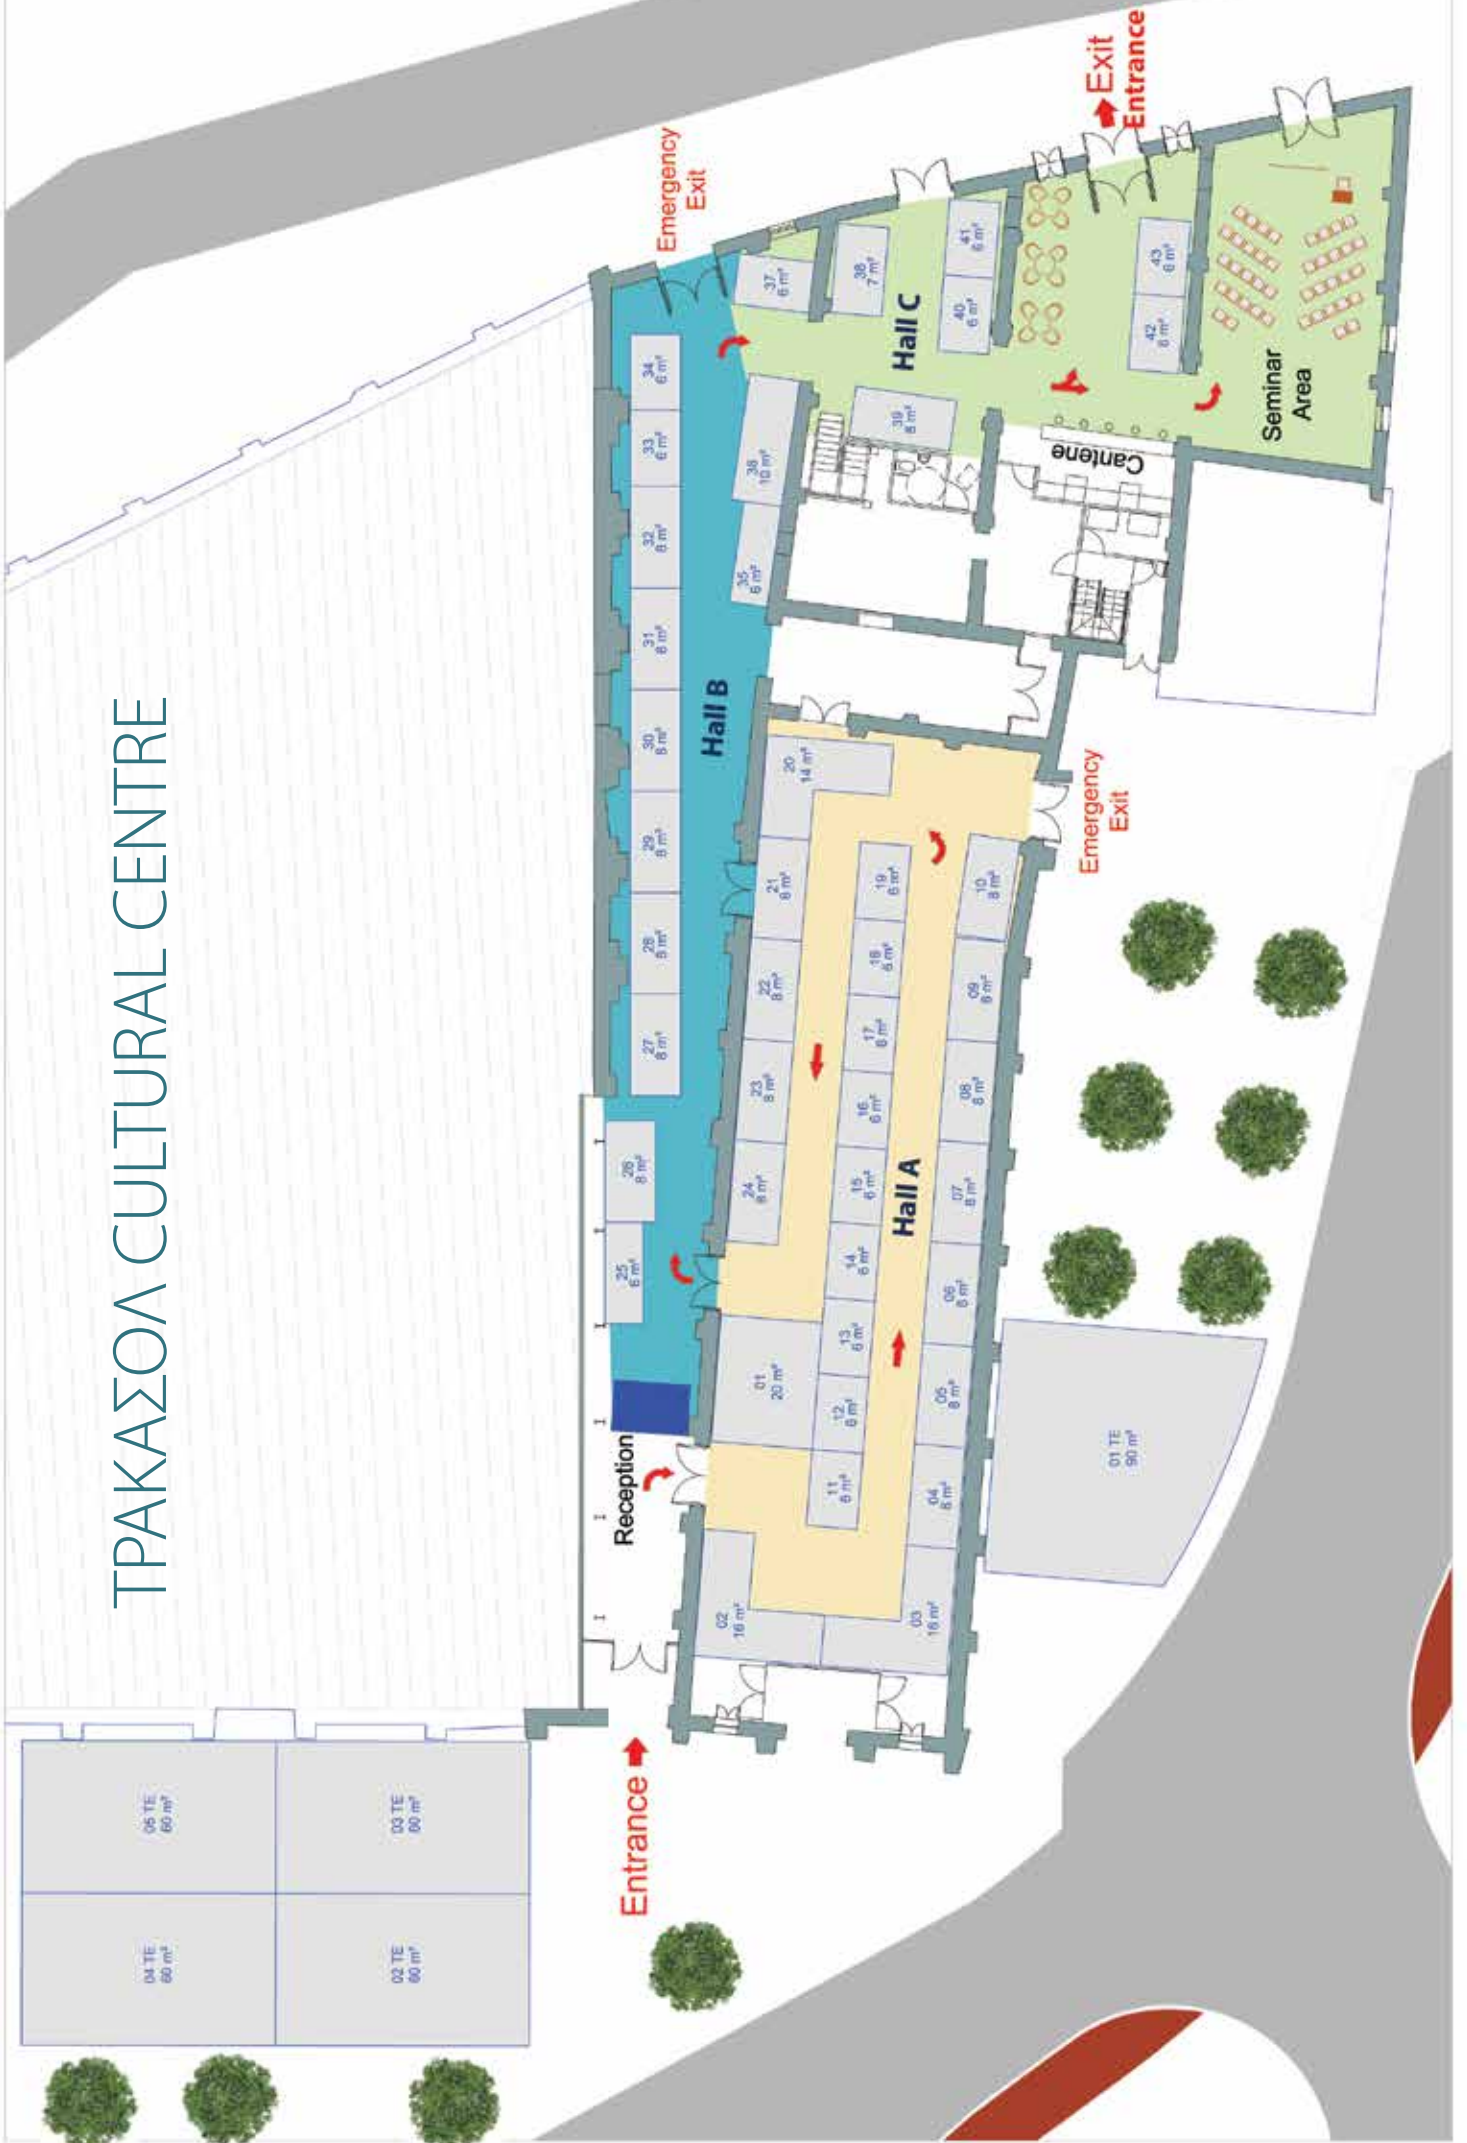 ΤΡΑΚΑΣΟΛ CULTURAL CENTRE
05 TE
60 m²
03 TE
60 m²
04 TE
60 m²
02 TE
60 m²
Entrance
Reception
25
6 m²
26
8 m²
27
8 m²
28
8 m²
29
8 m²
30
8 m²
31
8 m²
32
8 m²
33
6 m²
34
6 m²
Hall B
35
6 m²
38
10 m²
Emergency
Exit
37
6 m²
38
7 m²
39
8 m²
Hall C
40
6 m²
41
6 m²
Exit
Entrance
42
6 m²
43
6 m²
Cantene
Seminar
Area
02
16 m²
01
20 m²
24
8 m²
23
8 m²
22
8 m²
21
8 m²
20
14 m²
11
6 m²
12
6 m²
13
6 m²
14
6 m²
15
6 m²
16
6 m²
17
6 m²
18
6 m²
19
6 m²
Hall A
03
16 m²
04
8 m²
05
8 m²
06
8 m²
07
8 m²
08
8 m²
09
8 m²
10
8 m²
Emergency
Exit
01 TE
90 m²